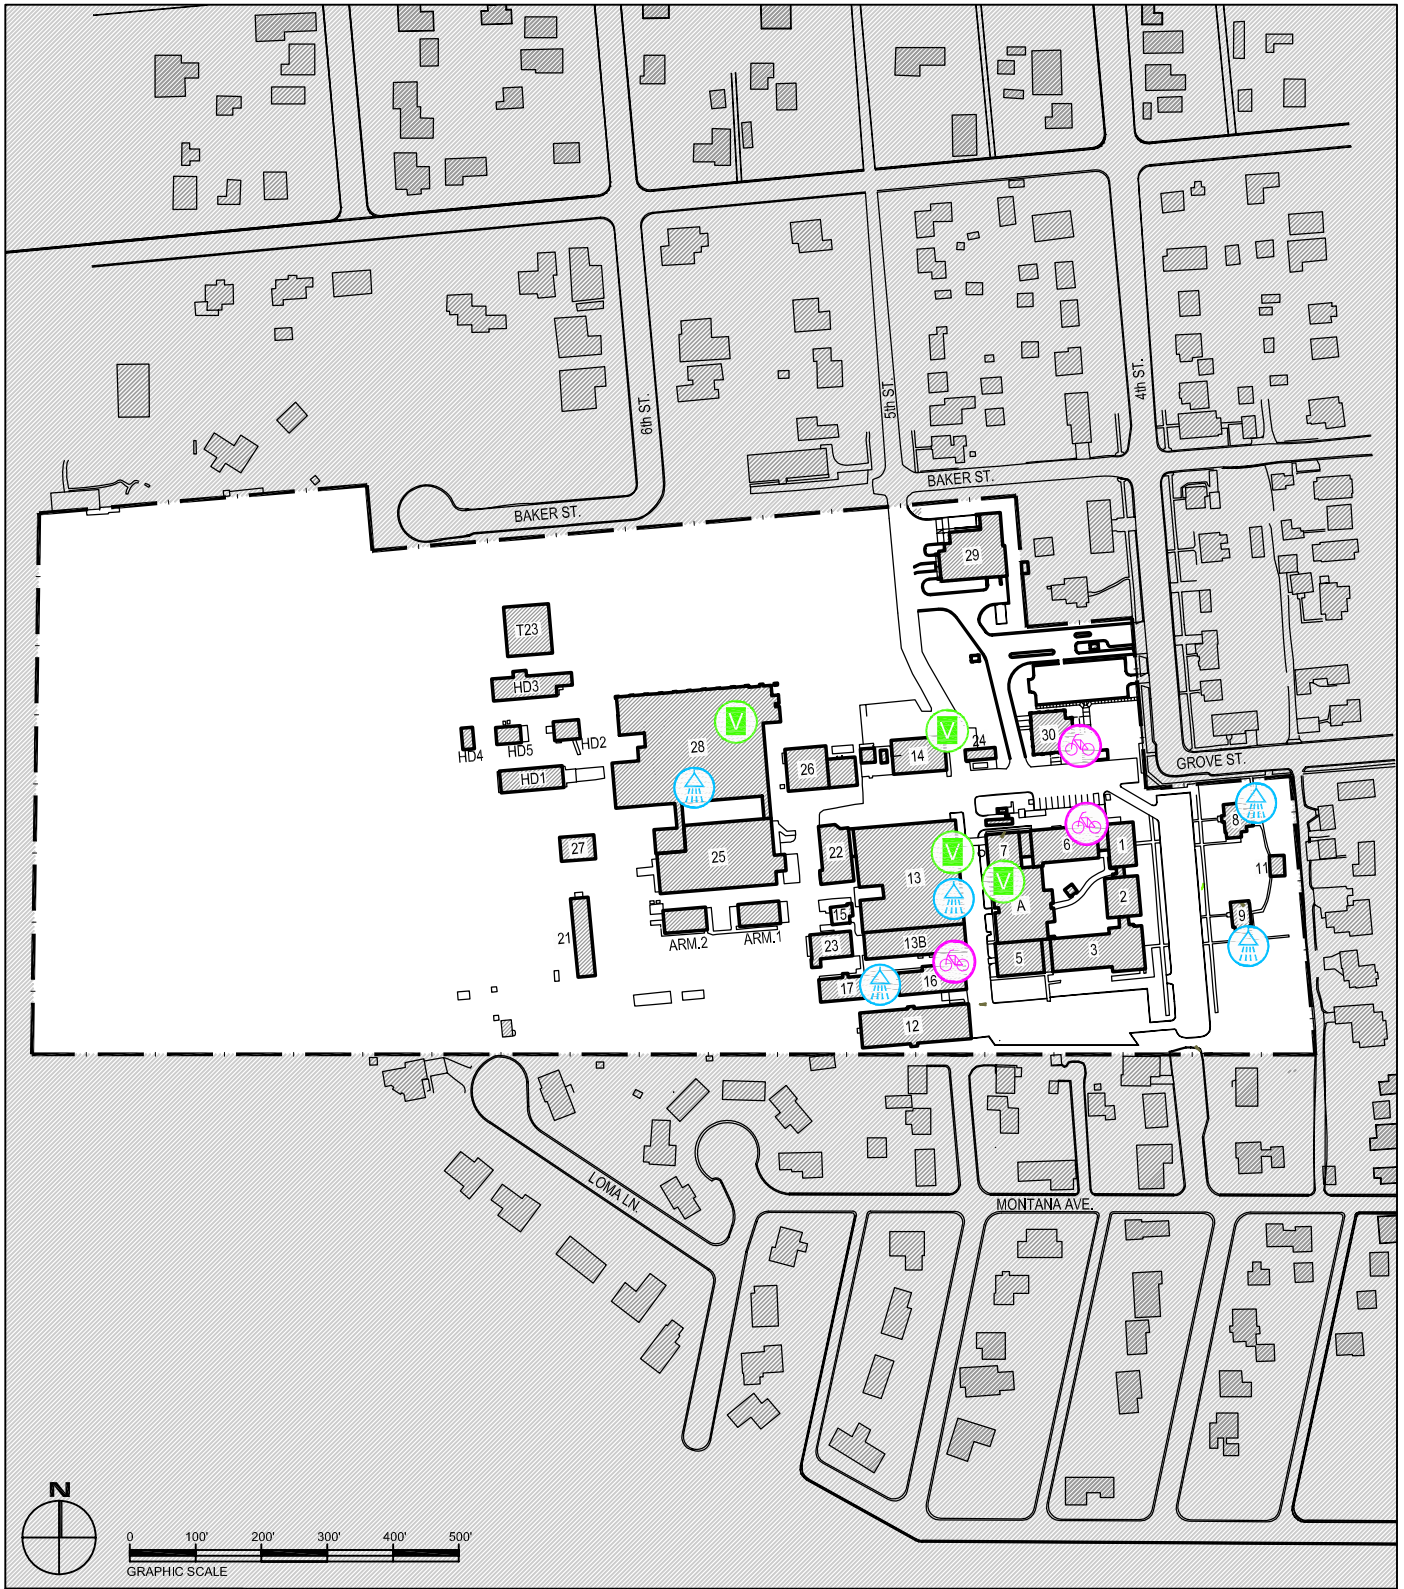 4th ST.
5th ST.
6th ST.
BAKER ST.
BAKER ST.
29
T23
HD3
V
V
30
24
HD4
HD5
HD2
28
14
GROVE ST.
26
HD1
8
7
6
1
27
22
V
25
13
11
V
2
A
15
9
21
ARM.2
ARM.1
23
13B
5
3
17
16
12
LOMA LN.
MONTANA AVE.
N
0 100' 200' 300' 400' 500'
GRAPHIC SCALE